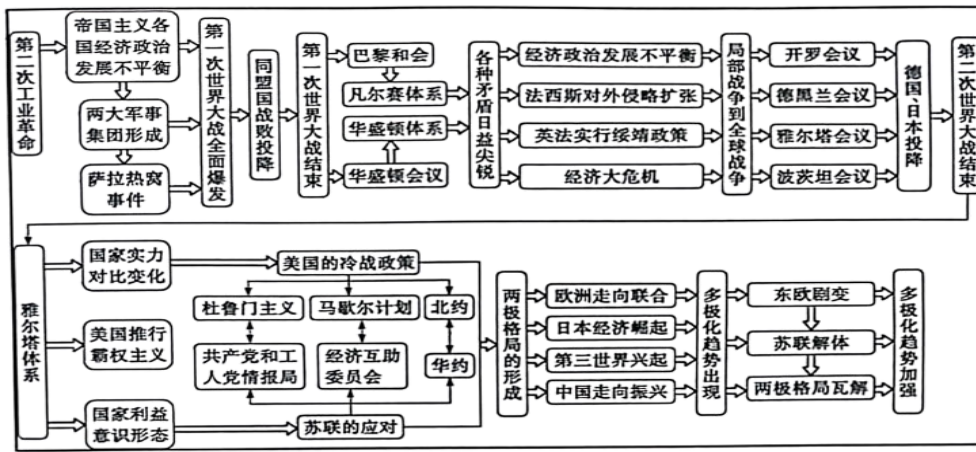 第二次工业革命
帝国主义各
国经济政治
发展不平衡
两大军事
集团形成
萨拉热窝
事件
第一次世界大战全面爆发
同盟国战败投降
第一次世界大战结束
巴黎和会
凡尔赛体系
华盛顿体系
华盛顿会议
各种矛盾日益尖锐
经济政治发展不平衡
法西斯对外侵略扩张
英法实行绥靖政策
经济大危机
局部战争到全球战争
开罗会议
德黑兰会议
雅尔塔会议
波茨坦会议
德国、日本投降
第二次世界大战结束
雅尔塔体系
国家实力
对比变化
美国推行
霸权主义
国家利益
意识形态
美国的冷战政策
杜鲁门主义
马歇尔计划
北约
共产党和工
人党情报局
经济互助
委员会
华约
苏联的应对
两极格局的形成
欧洲走向联合
日本经济崛起
第三世界兴起
中国走向振兴
多极化趋势出现
东欧剧变
苏联解体
两极格局瓦解
多极化趋势加强